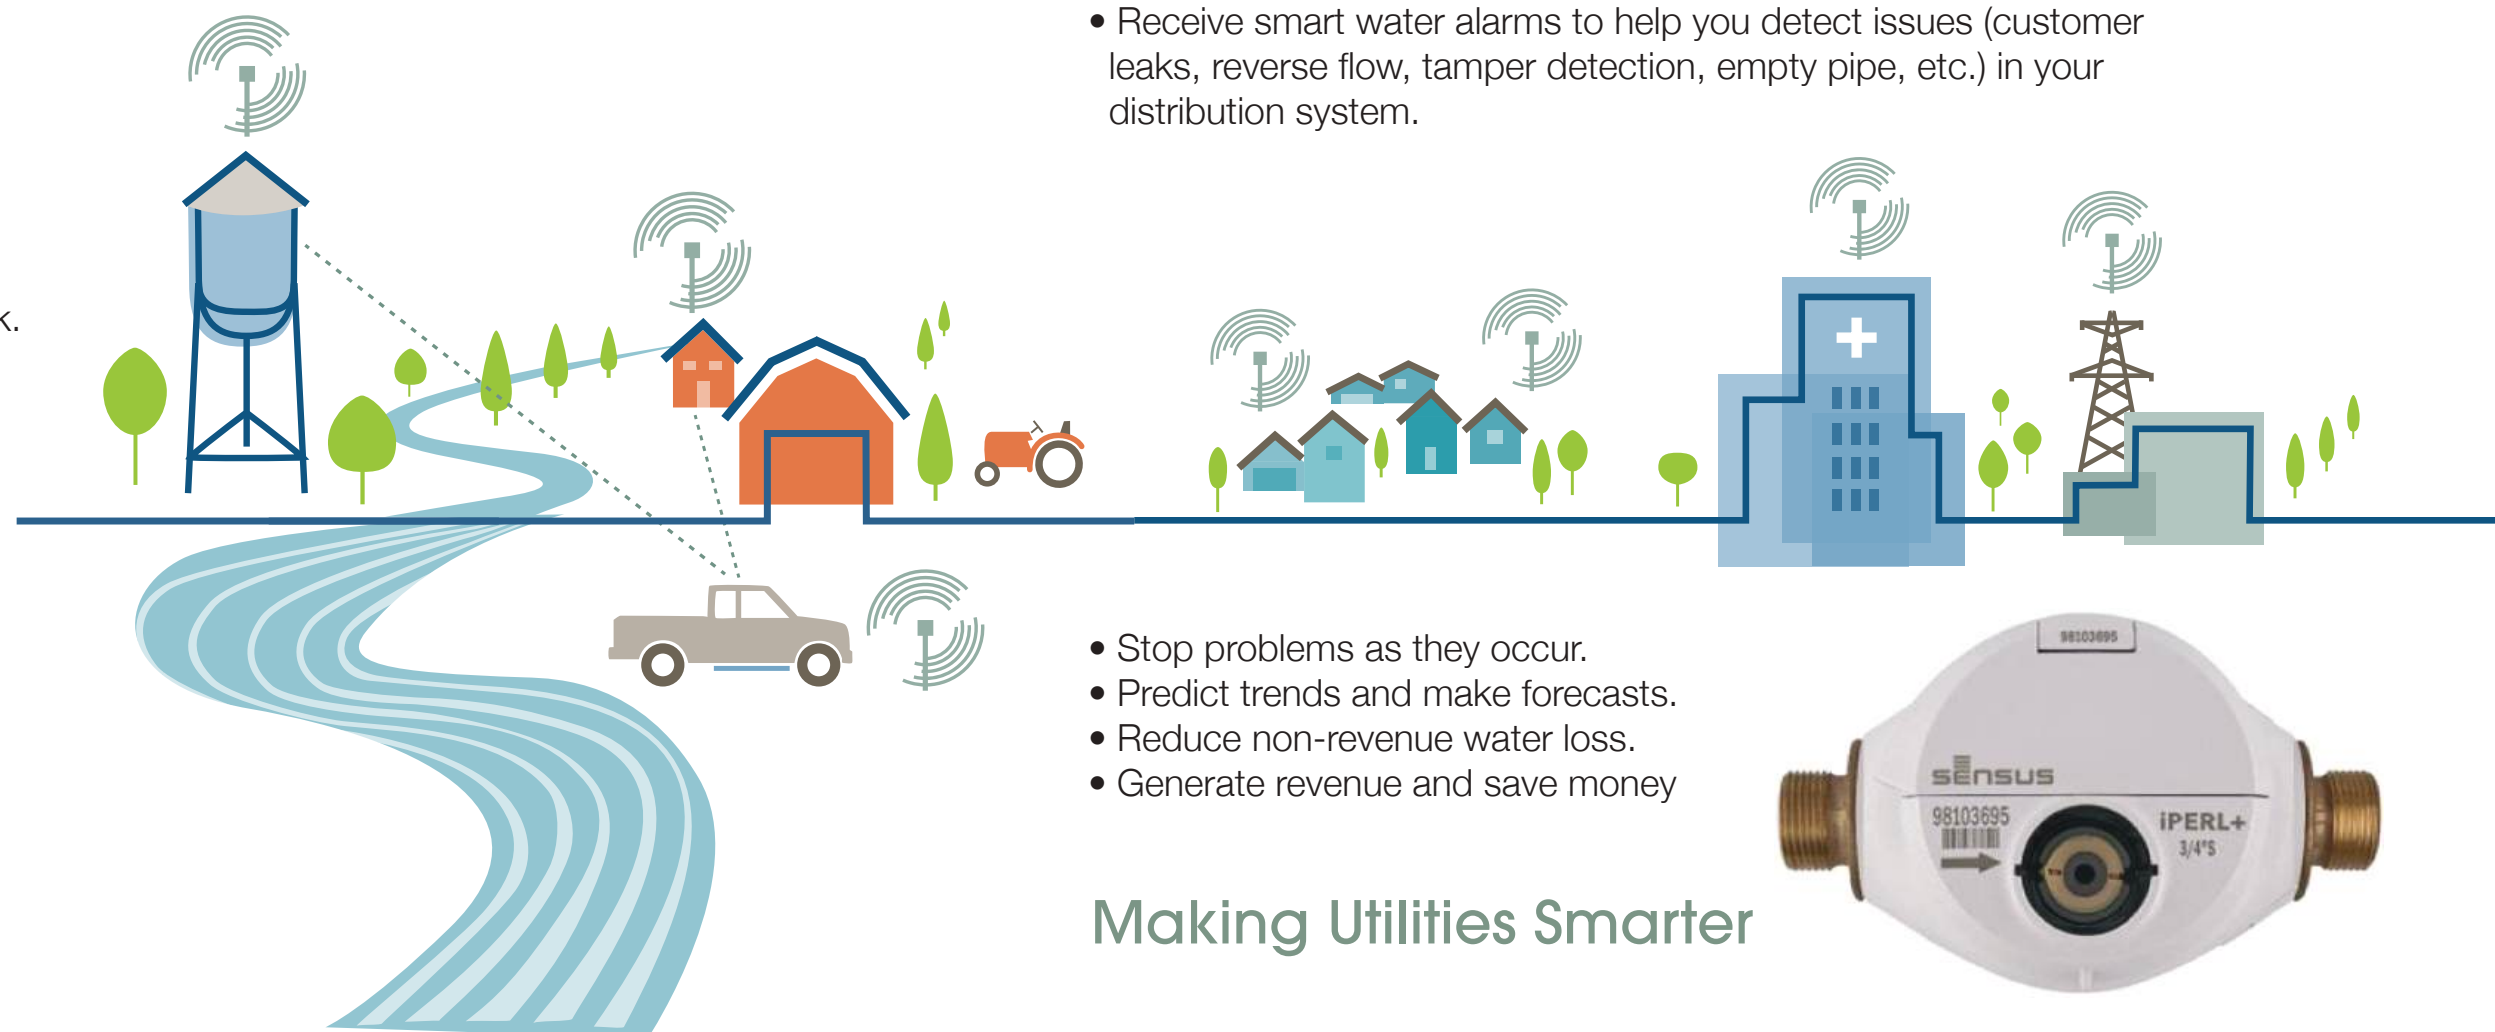 • Receive smart water alarms to help you detect issues (customer
leaks, reverse flow, tamper detection, empty pipe, etc.) in your
distribution system.
k.
• Stop problems as they occur.
• Predict trends and make forecasts.
• Reduce non-revenue water loss.
• Generate revenue and save money
98103695
sensus
98103695
iPERL+
3/4"S
Making Utilities Smarter